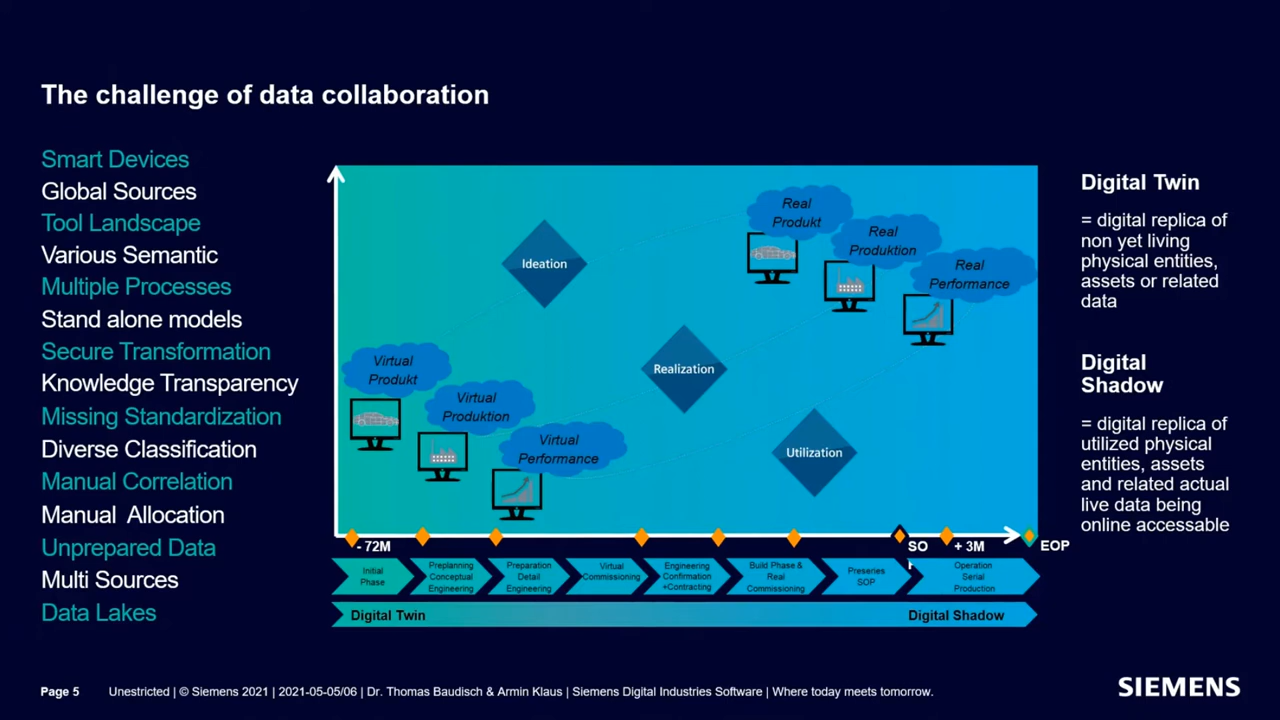 The challenge of data collaboration
Smart Devices
Global Sources
Tool Landscape
Various Semantic
Multiple Processes
Stand alone models
Secure Transformation
Knowledge Transparency
Missing Standardization
Diverse Classification
Manual Correlation
Manual Allocation
Unprepared Data
Multi Sources
Data Lakes
Ideation
Realization
Utilization
Virtual
Produkt
Virtual
Produktion
Virtual
Performance
Real
Produkt
Real
Produktion
Real
Performance
- 72M
SO
P
+ 3M
EOP
Initial
Phase
Preplanning
Conceptual
Engineering
Preparation
Detail
Engineering
Virtual
Commissioning
Engineering
Confirmation
+Contracting
Build Phase &
Real
Commissioning
Preseries
SOP
Operation
Serial
Production
Digital Twin
Digital Shadow
Digital Twin
= digital replica of
non yet living
physical entities,
assets or related
data
Digital
Shadow
= digital replica of
utilized physical
entities, assets
and related actual
live data being
online accessable
Page 5
Unestricted | © Siemens 2021 | 2021-05-05/06 | Dr. Thomas Baudisch & Armin Klaus | Siemens Digital Industries Software | Where today meets tomorrow.
SIEMENS